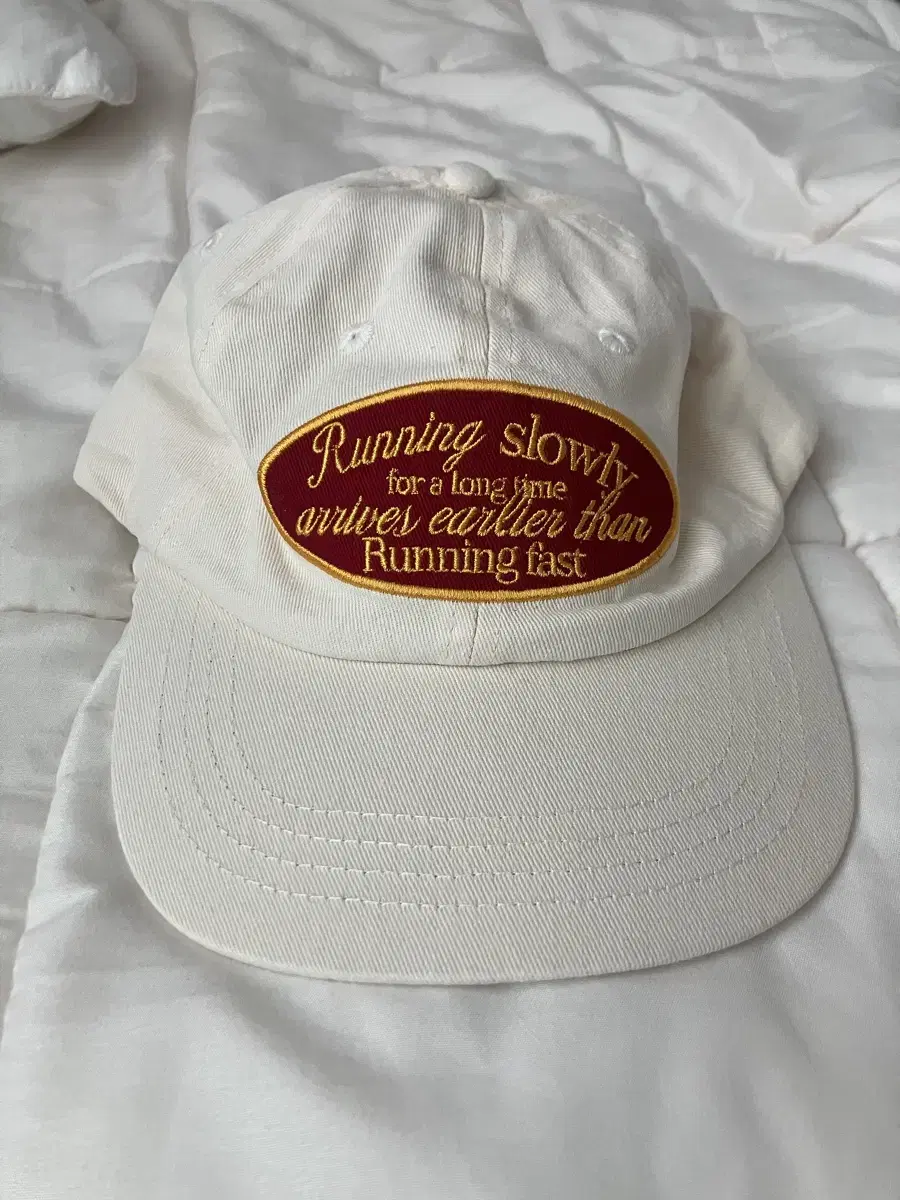 Running slowly
for a long time
arrives earlier than
Running fast